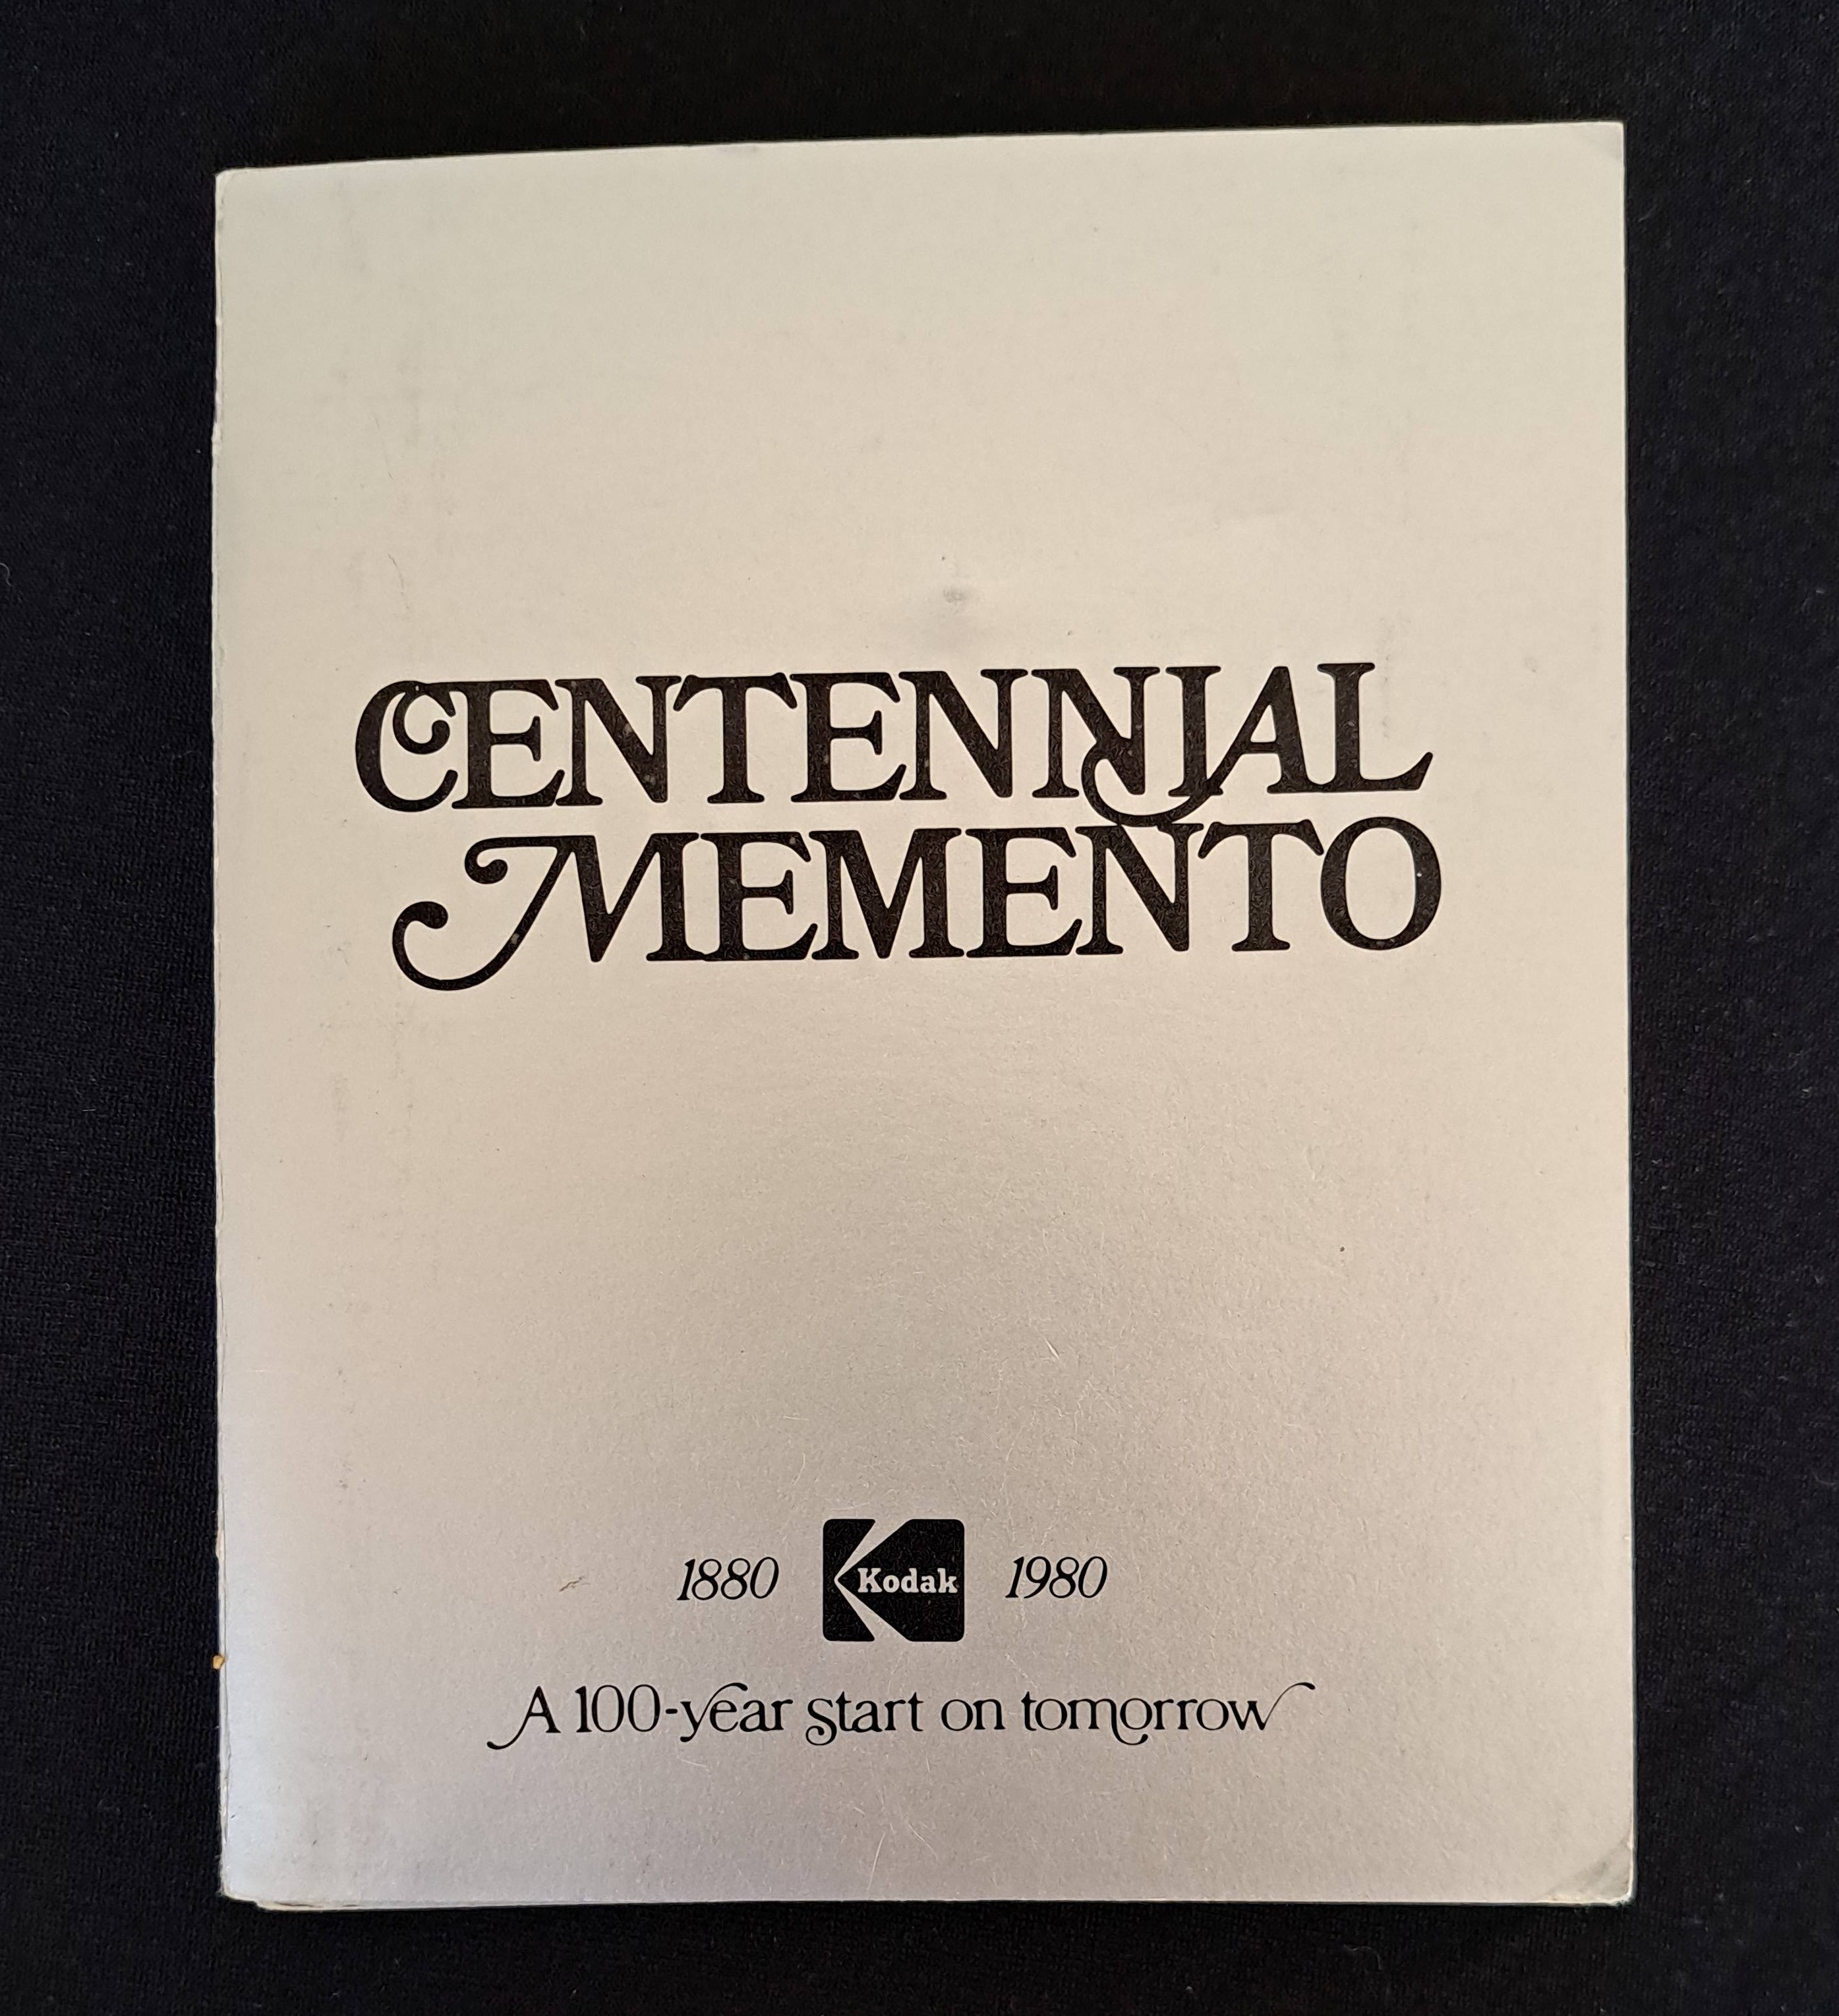 CENTENNIAL
MEMENTO
1880 Kodak 1980
A 100-year start on tomorrow